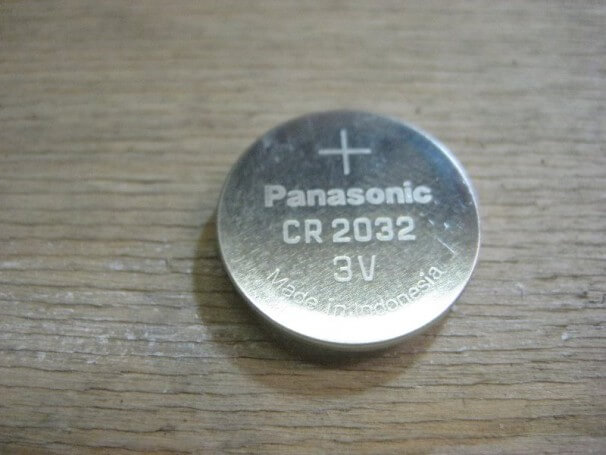 +
Panasonic
CR 2032
3V
Made in Indonesia